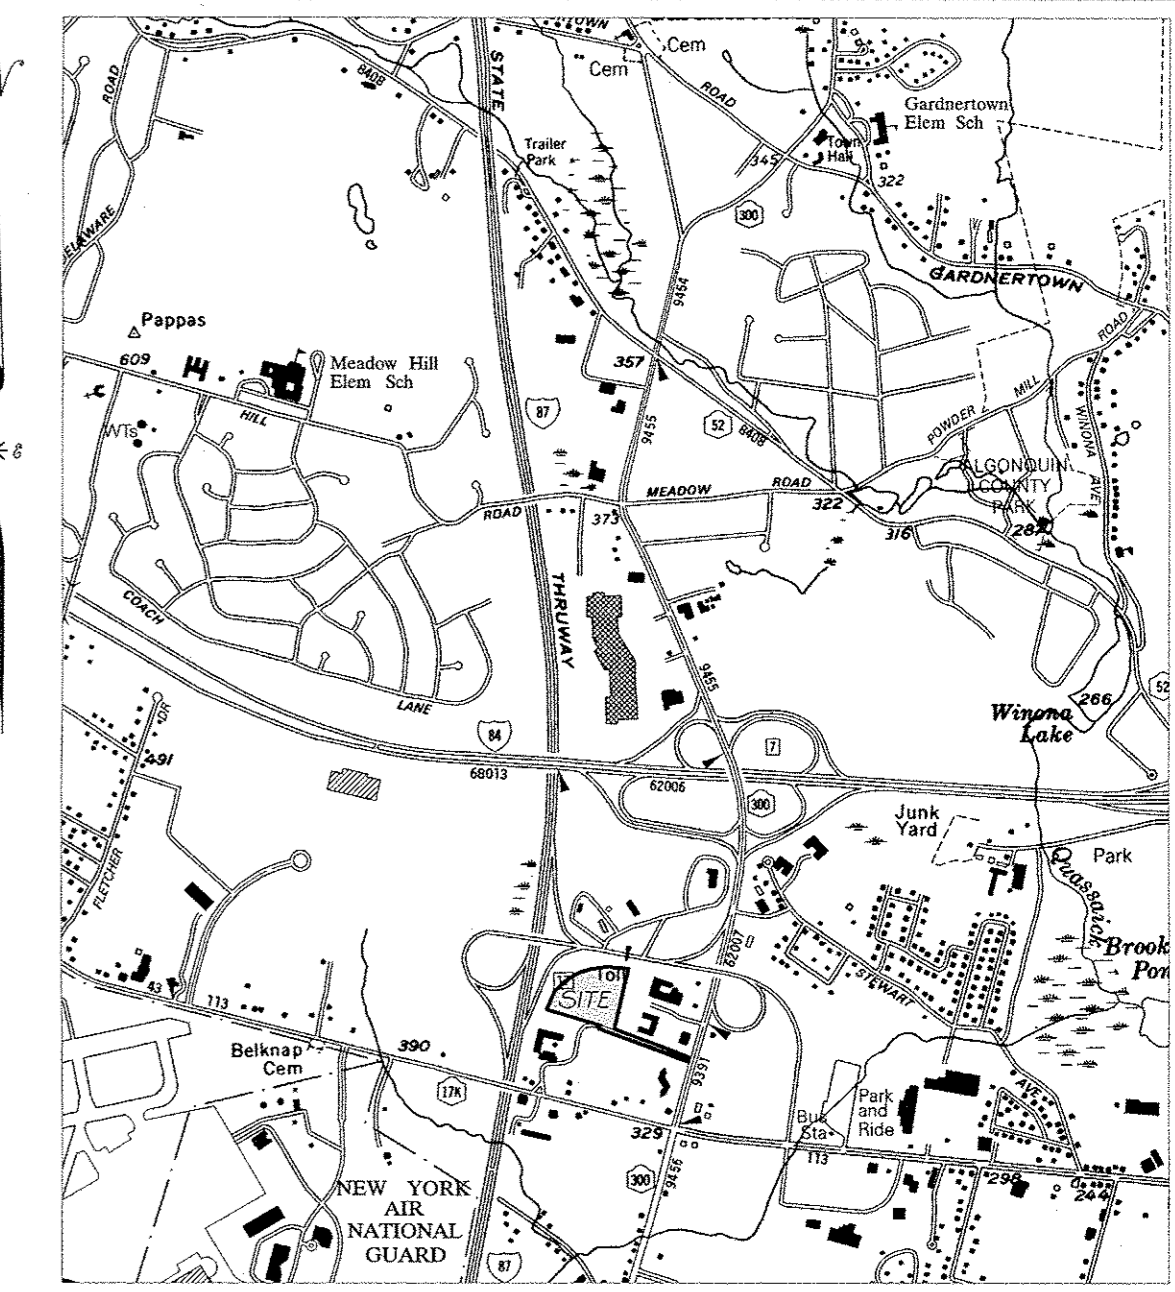 TOWN
Cem
Cem
ROAD
8408
STATE
ROAD
Gardnertown
Elem Sch
Trailer
Park
345
Town
Hall
322
300
GARDNERTOWN
9454
ROAD
Pappas
609
Meadow Hill
Elem Sch
357
HILL
87
9455
52
8408
POWDER
MILL
WINONA
AVE
WTs
ALGONQUIN
COUNTY
PARK
MEADOW
ROAD
ROAD
373
322
316
282
COACH
THRUWAY
LANE
9455
52
266
Winona
Lake
DR
84
491
68013
7
62006
300
Junk
Yard
Park
FLETCHER
Quassaick
Brook
62007
STEWART
Toll
SITE
43
113
Belknap
Cem
390
17K
9391
AVE
Park
and
Ride
Bus
Sta
329
113
300
9456
298
244
NEW YORK
AIR
NATIONAL
GUARD
87